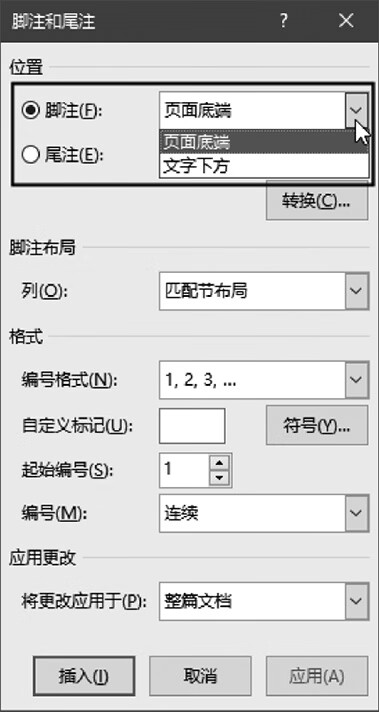 脚注和尾注 ? ×
位置
脚注(F): 页面底端
页面底端
尾注(E): 文字下方
转换(C)...
脚注布局
列(O): 匹配节布局
格式
编号格式(N): 1, 2, 3, ...
自定义标记(U): 符号(Y)...
起始编号(S): 1
编号(M): 连续
应用更改
将更改应用于(P): 整篇文档
插入(I) 取消 应用(A)